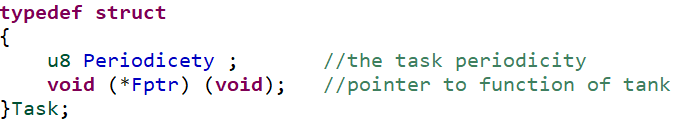 typedef struct
{
    u8 Periodicety ;       //the task periodicity
    void (*Fptr) (void);   //pointer to function of tank
}Task;